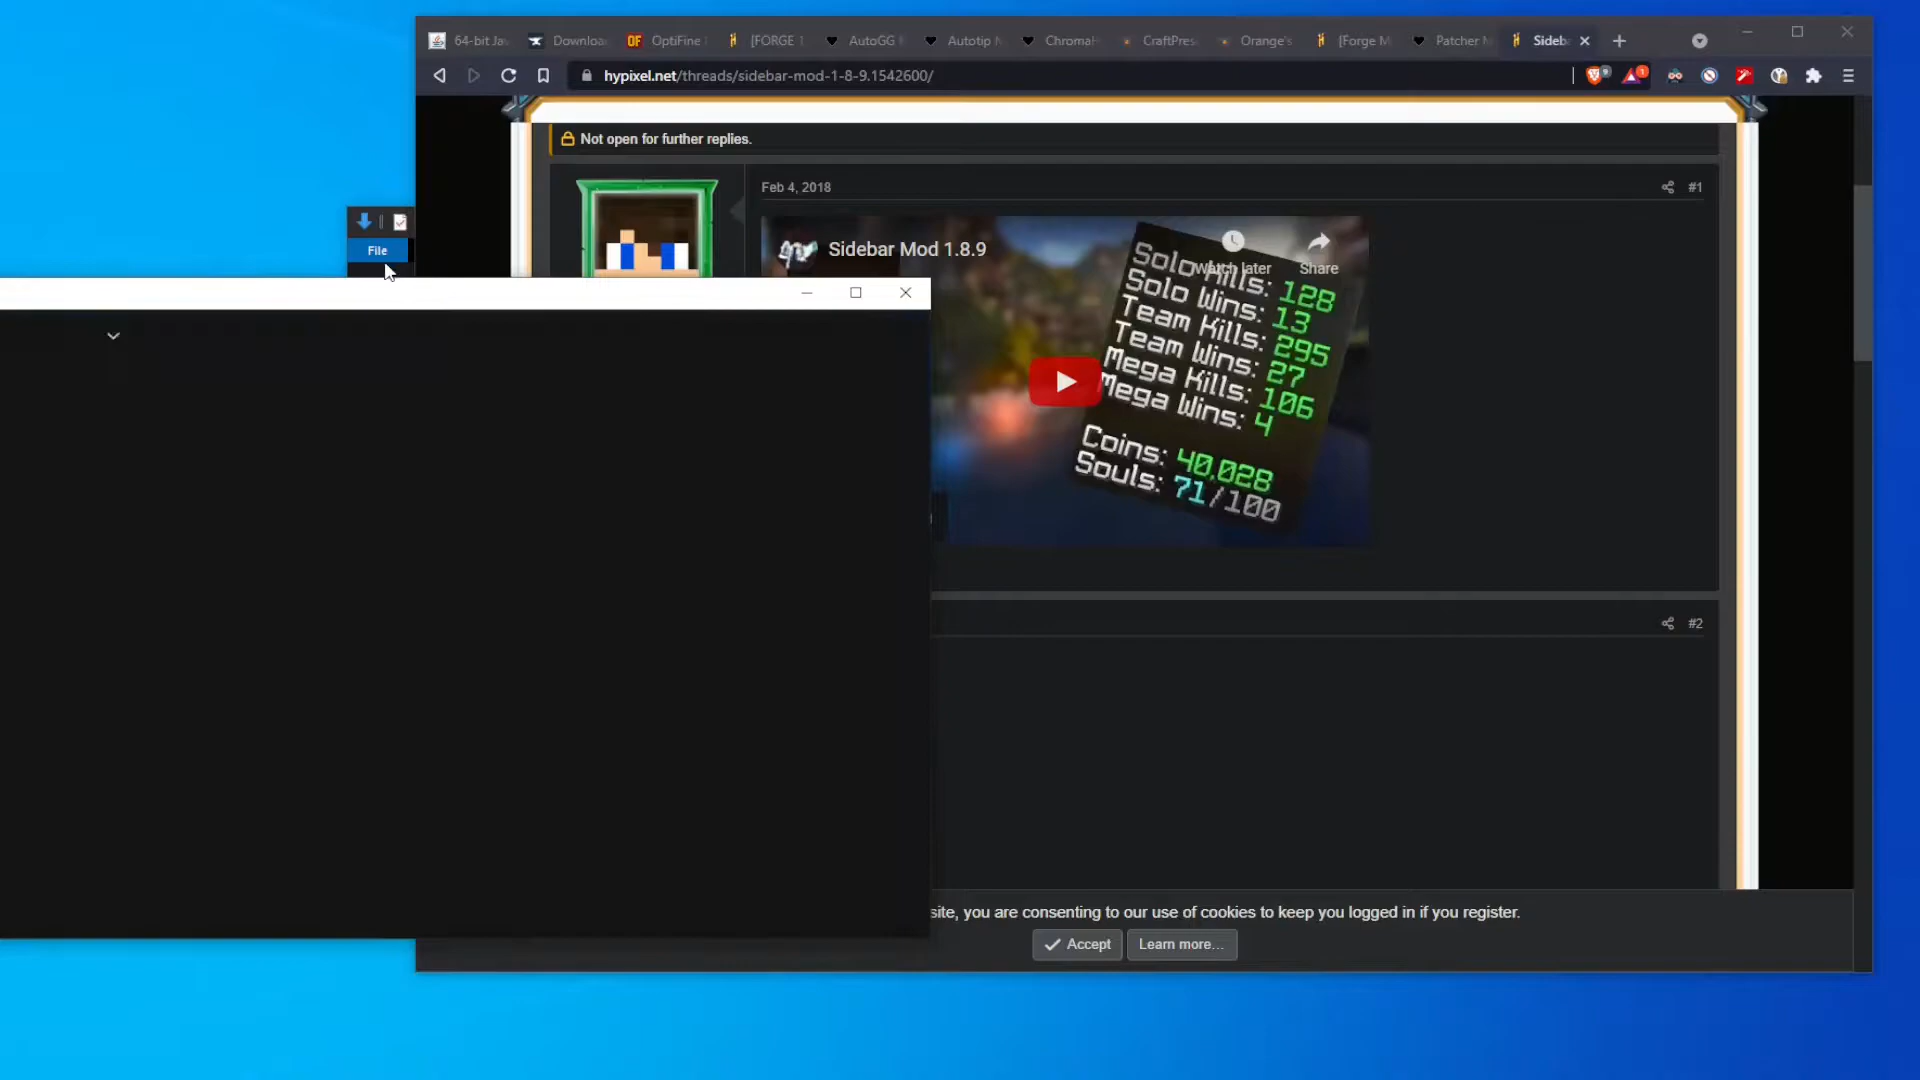 64-bit Jav
Downloa
OF
OptiFine
[FORGE 1
AutoGG
Autotip
Chroma
CraftPres
Orange's
[Forge M
Patcher M
Sideb
hypixel.net/threads/sidebar-mod-1-8-9.1542600/
9
1
Not open for further replies.
Feb 4, 2018
#1
File
Sidebar Mod 1.8.9
Watch later
Share
Solo Kills: 128
Solo Wins: 13
Team Kills: 295
Team Wins: 27
Mega Kills: 106
Mega Wins: 4
Coins: 40,028
Souls: 71/100
#2
site, you are consenting to our use of cookies to keep you logged in if you register.
Accept
Learn more...